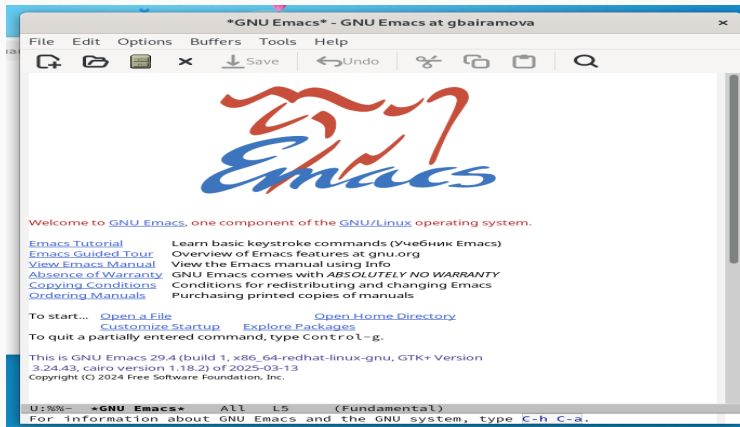 *GNU Emacs* - GNU Emacs at gbairamova
File Edit Options Buffers Tools Help
Save Undo
Emacs
Welcome to GNU Emacs, one component of the GNU/Linux operating system.
Emacs Tutorial Learn basic keystroke commands (Учебник Emacs)
Emacs Guided Tour Overview of Emacs features at gnu.org
View Emacs Manual View the Emacs manual using Info
Absence of Warranty GNU Emacs comes with ABSOLUTELY NO WARRANTY
Copying Conditions Conditions for redistributing and changing Emacs
Ordering Manuals Purchasing printed copies of manuals
To start... Open a File Open Home Directory
Customize Startup Explore Packages
To quit a partially entered command, type Control-g.
This is GNU Emacs 29.4 (build 1, x86_64-redhat-linux-gnu, GTK+ Version
3.24.43, cairo version 1.18.2) of 2025-03-13
Copyright (C) 2024 Free Software Foundation, Inc.
U:%%- *GNU Emacs* All L5 (Fundamental)
For information about GNU Emacs and the GNU system, type C-h C-a.